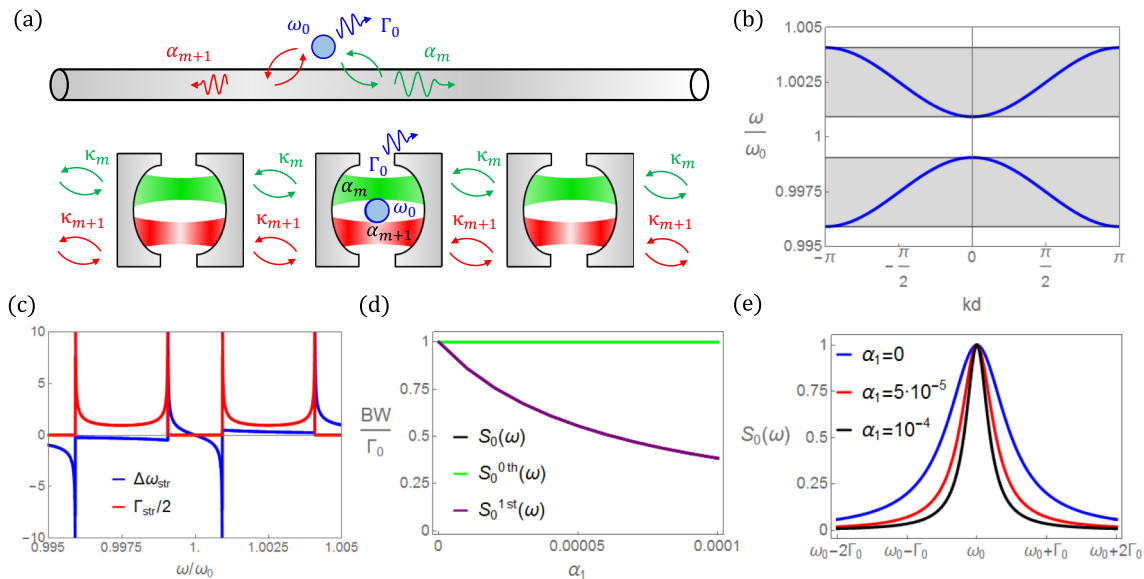 (a)
ω₀
Γ₀
αₘ₊₁
αₘ
κₘ κₘ Γ₀ κₘ κₘ
αₘ
ω₀
κₘ₊₁ κₘ₊₁ αₘ₊₁ κₘ₊₁ κₘ₊₁
(b)
1.005
1.0025
1
0.9975
0.995
ω/ω₀
−π −π/2 0 π/2 π
kd
(c)
10
5
0
−5
−10
Δω_str
Γ_str/2
0.995 0.9975 1. 1.0025 1.005
ω/ω₀
(d)
1
0.75
0.5
0.25
0
BW/Γ₀
S₀(ω)
S₀⁰ᵗʰ(ω)
S₀¹ˢᵗ(ω)
0 0.00005 0.0001
α₁
(e)
1
0.75
0.5
0.25
0
S₀(ω)
α₁=0
α₁=5·10⁻⁵
α₁=10⁻⁴
ω₀−2Γ₀ ω₀−Γ₀ ω₀ ω₀+Γ₀ ω₀+2Γ₀